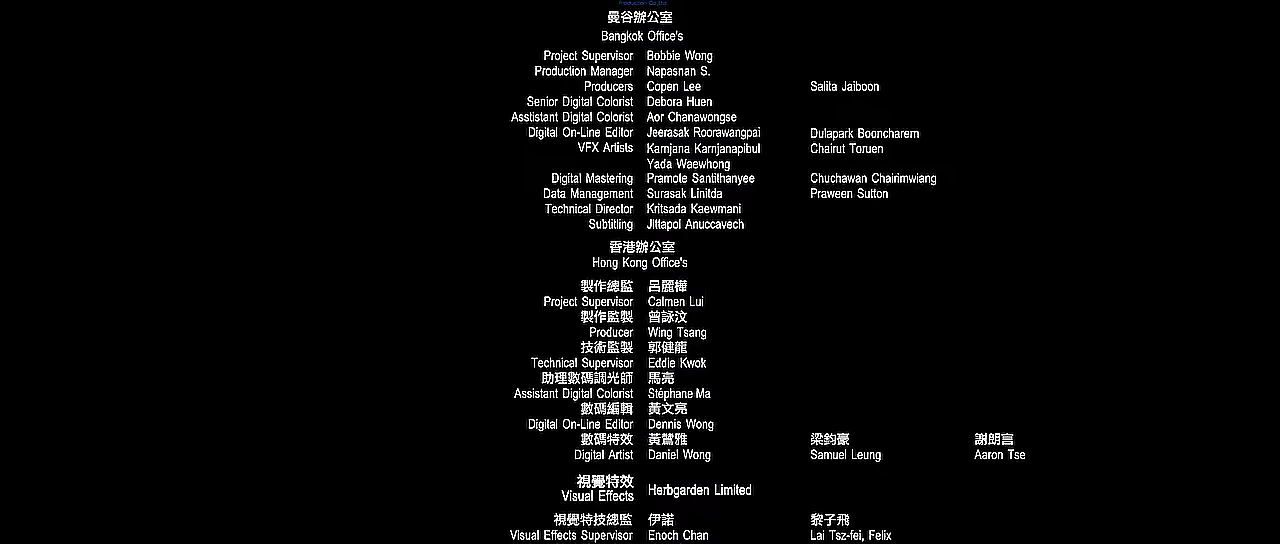 Production Co.,Ltd
曼谷辦公室
Bangkok Office's
Project Supervisor Bobbie Wong
Production Manager Napasnan S.
Producers Copen Lee Salita Jaiboon
Senior Digital Colorist Debora Huen
Asstistant Digital Colorist Aor Chanawongse
Digital On-Line Editor Jeerasak Roorawangpai Dulapark Booncharern
VFX Artists Karnjana Karnjanapibul Chairut Toruen
Yada Waewhong
Digital Mastering Pramote Santithanyee Chuchawan Chairimwiang
Data Management Surasak Linitda Praween Sutton
Technical Director Kritsada Kaewmani
Subtitling Jittapol Anuccavech
香港辦公室
Hong Kong Office's
製作總監 呂麗樺
Project Supervisor Calmen Lui
製作監製 曾詠汶
Producer Wing Tsang
技術監製 郭健龍
Technical Supervisor Eddie Kwok
助理數碼調光師 馬亮
Assistant Digital Colorist Stéphane Ma
數碼編輯 黃文亮
Digital On-Line Editor Dennis Wong
數碼特效 黃鶯雅 梁鈞豪 謝朗言
Digital Artist Daniel Wong Samuel Leung Aaron Tse
視覺特效
Visual Effects Herbgarden Limited
視覺特技總監 伊諾 黎子飛
Visual Effects Supervisor Enoch Chan Lai Tsz-fei, Felix